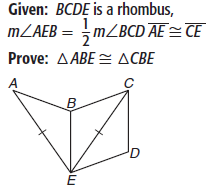 Given: BCDE is a rhombus,
m∠AEB = 1/2 m∠BCD AE ≅ CE
Prove: △ABE ≅ △CBE
A
C
B
D
E